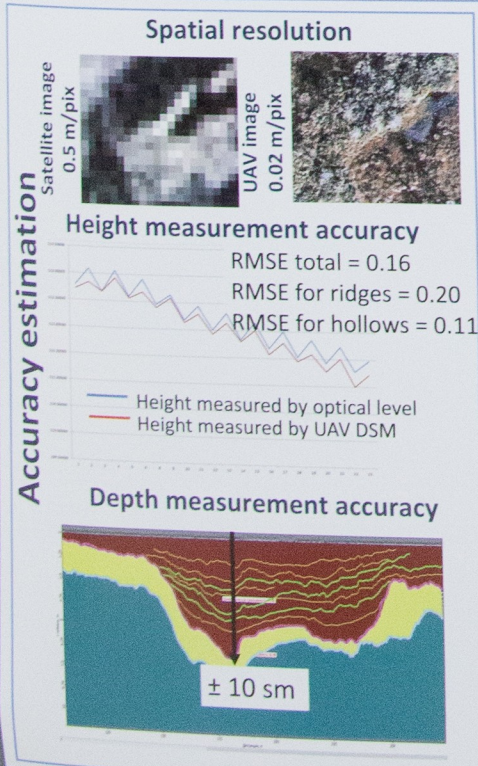 Spatial resolution
Satellite image
0.5 m/pix
UAV image
0.02 m/pix
Accuracy estimation
Height measurement accuracy
RMSE total = 0.16
RMSE for ridges = 0.20
RMSE for hollows = 0.11
Height measured by optical level
Height measured by UAV DSM
Depth measurement accuracy
± 10 sm